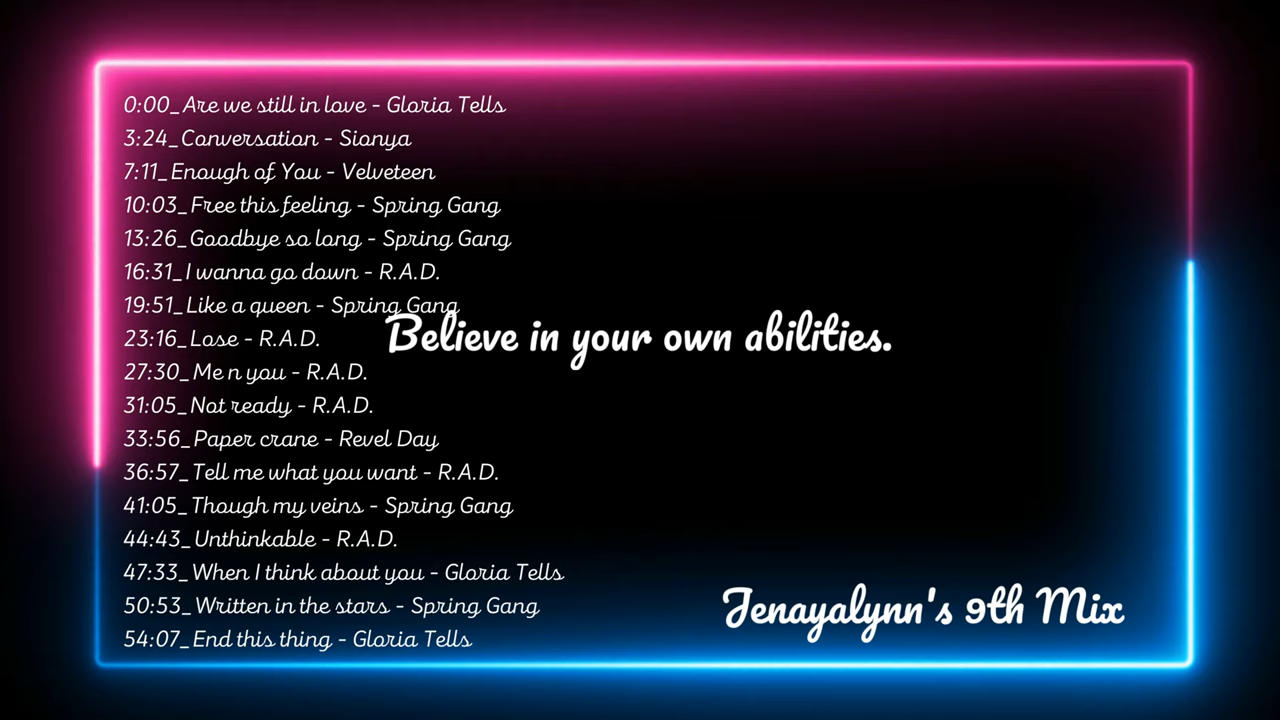 0:00_Are we still in love - Gloria Tells
3:24_Conversation - Sionya
7:11_Enough of You - Velveteen
10:03_Free this feeling - Spring Gang
13:26_Goodbye so long - Spring Gang
16:31_I wanna go down - R.A.D.
19:51_Like a queen - Spring Gang
23:16_Lose - R.A.D.
Believe in your own abilities.
27:30_Me n you - R.A.D.
31:05_Not ready - R.A.D.
33:56_Paper crane - Revel Day
36:57_Tell me what you want - R.A.D.
41:05_Though my veins - Spring Gang
44:43_Unthinkable - R.A.D.
47:33_When I think about you - Gloria Tells
50:53_Written in the stars - Spring Gang
54:07_End this thing - Gloria Tells
Jenayalynn's 9th Mix